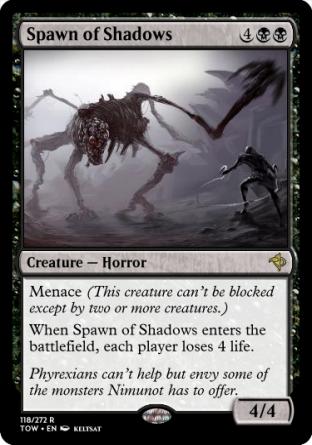 Spawn of Shadows 4
Creature — Horror
Menace (This creature can't be blocked
except by two or more creatures.)
When Spawn of Shadows enters the
battlefield, each player loses 4 life.
Phyrexians can't help but envy some of
the monsters Nimunot has to offer.
4/4
118/272 R
TOW • EN KELTSAT